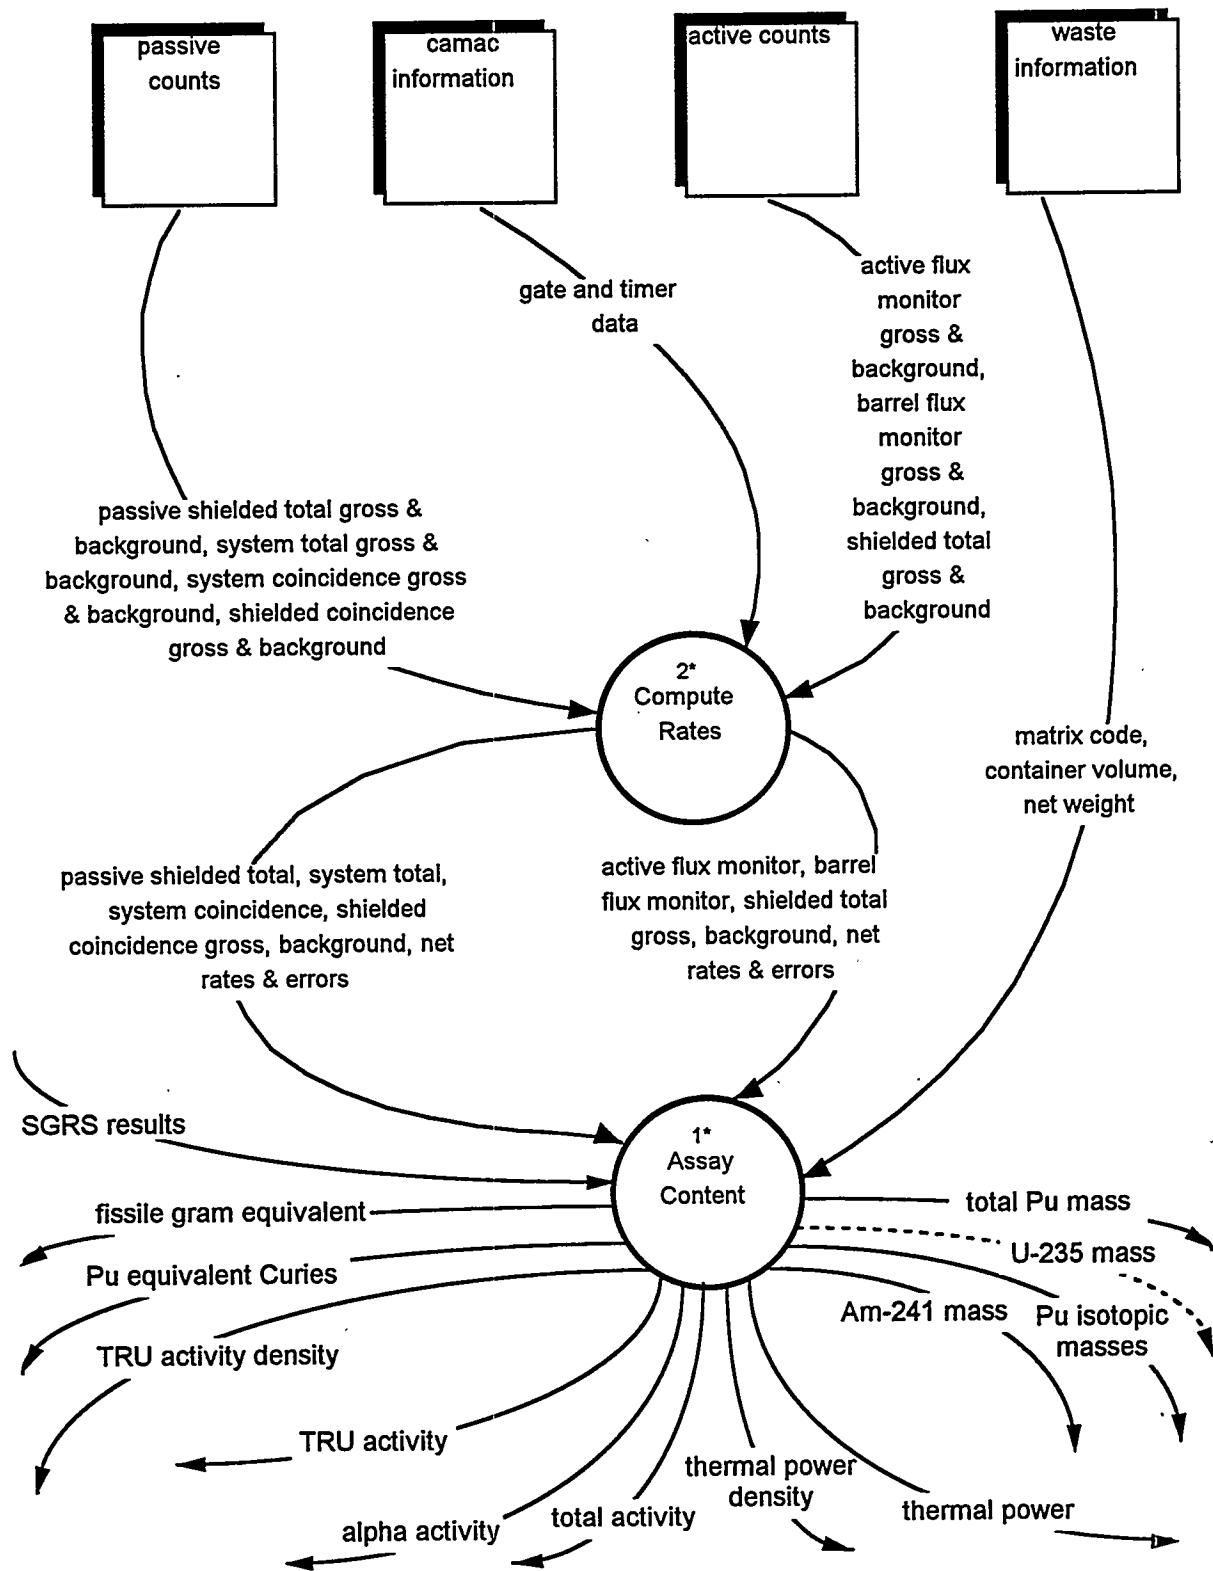 passive
counts
camac
information
active counts
waste
information
gate and timer
data
active flux
monitor
gross &
background,
barrel flux
monitor
gross &
background,
shielded total
gross &
background
passive shielded total gross &
background, system total gross &
background, system coincidence gross
& background, shielded coincidence
gross & background
2*
Compute
Rates
matrix code,
container volume,
net weight
passive shielded total, system total,
system coincidence, shielded
coincidence gross, background, net
rates & errors
active flux monitor, barrel
flux monitor, shielded total
gross, background, net
rates & errors
SGRS results
1*
Assay
Content
fissile gram equivalent
total Pu mass
U-235 mass
Pu equivalent Curies
Am-241 mass
Pu isotopic
masses
TRU activity density
TRU activity
thermal power
density
alpha activity
total activity
thermal power